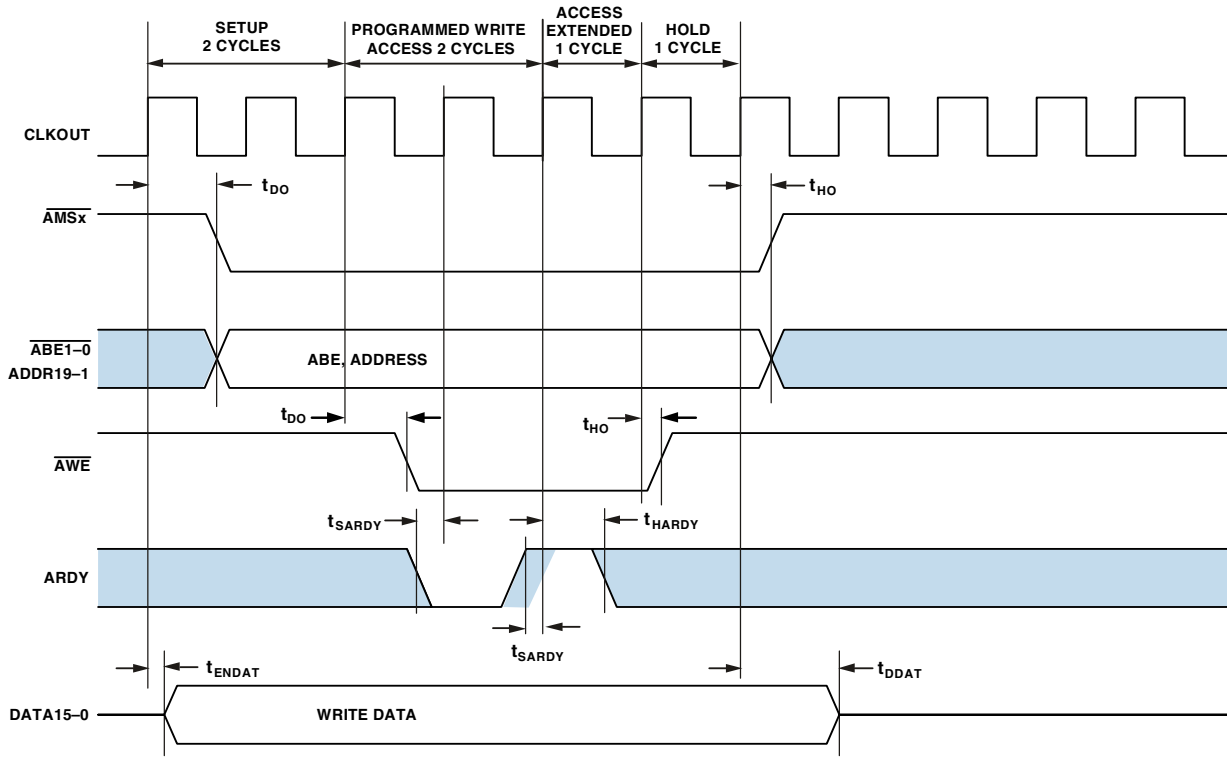 SETUP
2 CYCLES
PROGRAMMED WRITE
ACCESS 2 CYCLES
ACCESS
EXTENDED
1 CYCLE
HOLD
1 CYCLE
CLKOUT
tDO
tHO
AMSx
ABE1–0
ADDR19–1
ABE, ADDRESS
tDO
tHO
AWE
tSARDY
tHARDY
ARDY
tSARDY
tENDAT
tDDAT
DATA15–0
WRITE DATA